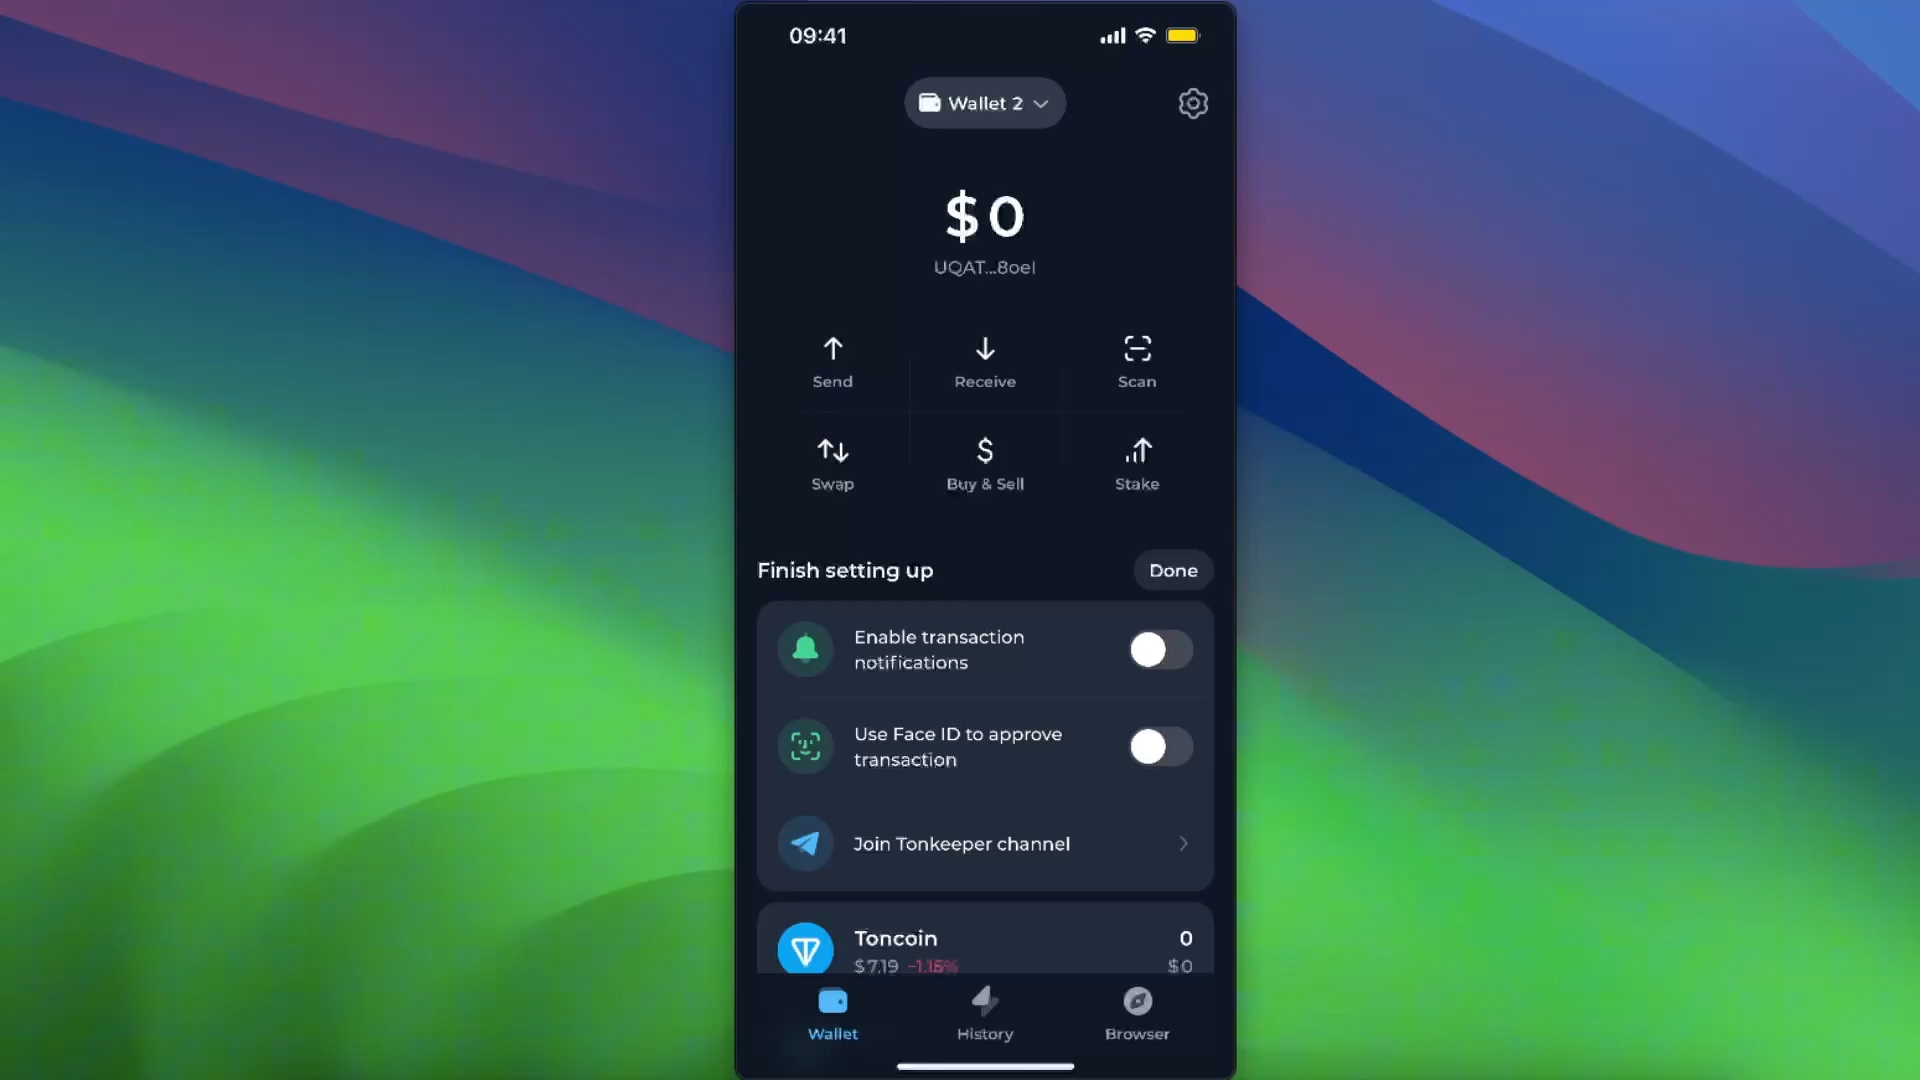 09:41
Wallet 2
$0
UQAT...8oel
Send
Receive
Scan
Swap
Buy & Sell
Stake
Finish setting up
Done
Enable transaction
notifications
Use Face ID to approve
transaction
Join Tonkeeper channel
Toncoin
0
$7.19 -1.15%
$0
Wallet
History
Browser